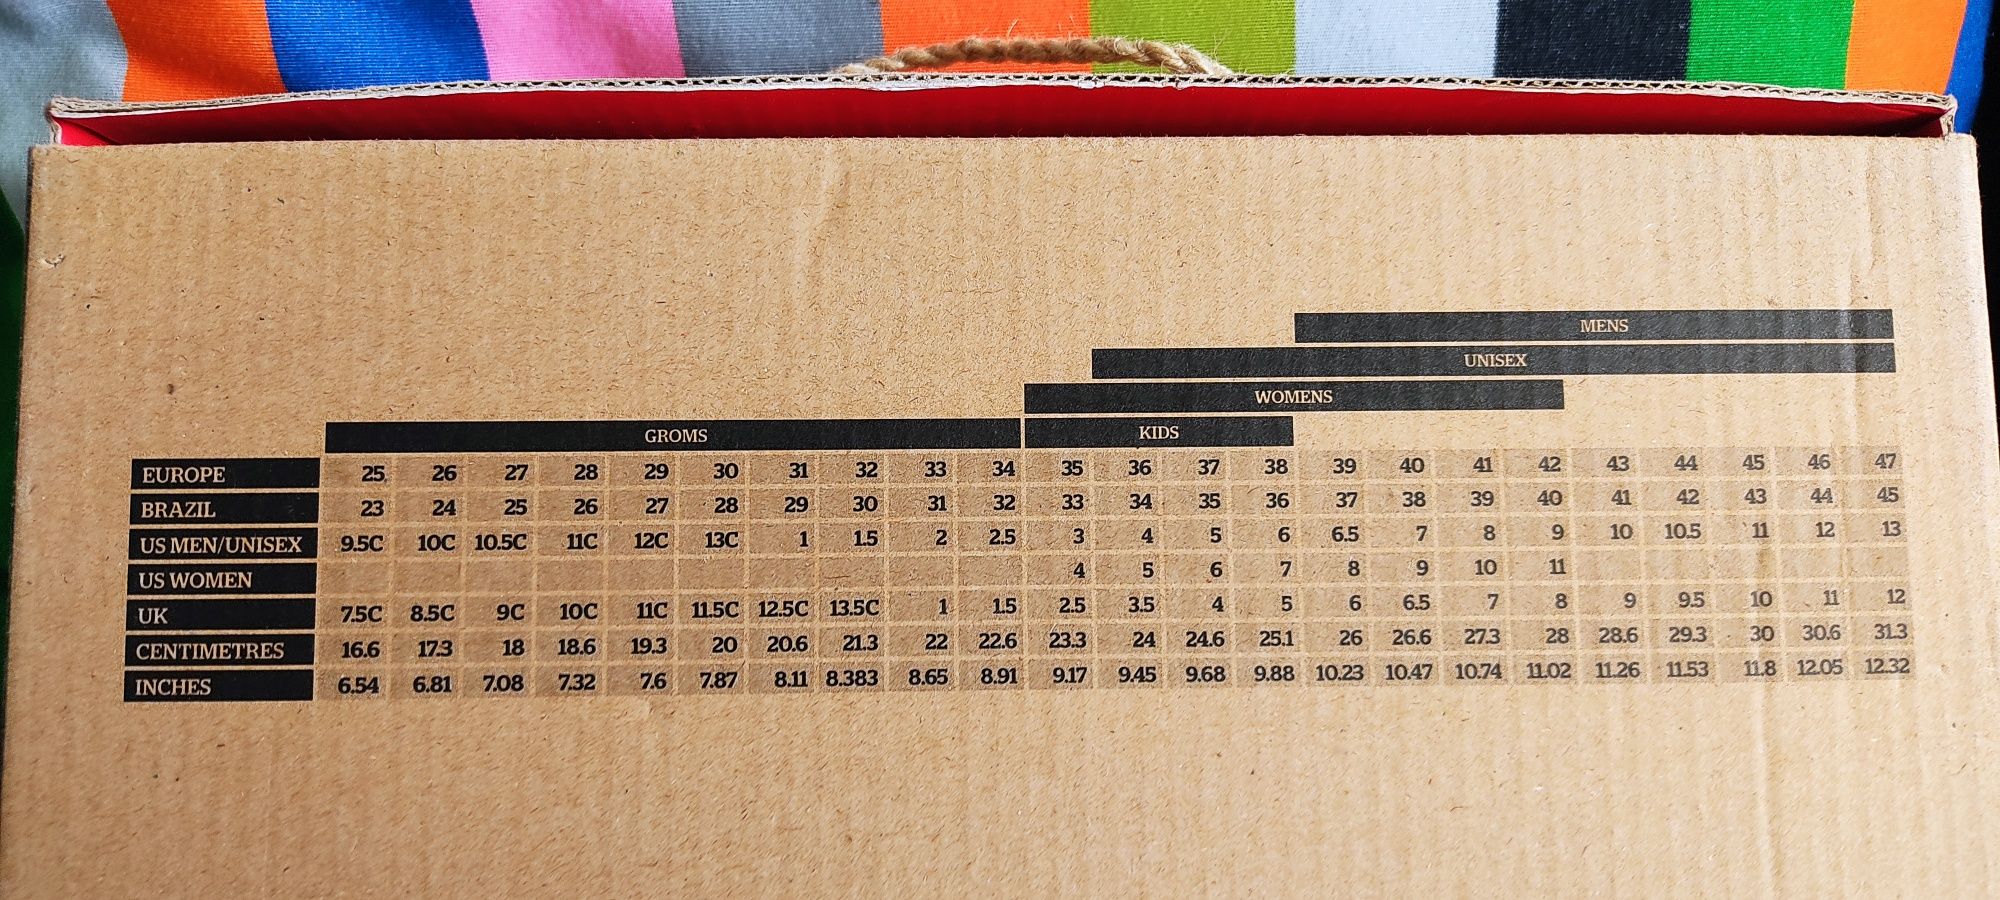 MENS
UNISEX
WOMENS
GROMS KIDS
EUROPE 25 26 27 28 29 30 31 32 33 34 35 36 37 38 39 40 41 42 43 44 45 46 47
BRAZIL 23 24 25 26 27 28 29 30 31 32 33 34 35 36 37 38 39 40 41 42 43 44 45
US MEN/UNISEX 9.5C 10C 10.5C 11C 12C 13C 1 1.5 2 2.5 3 4 5 6 6.5 7 8 9 10 10.5 11 12 13
US WOMEN 4 5 6 7 8 9 10 11
UK 7.5C 8.5C 9C 10C 11C 11.5C 12.5C 13.5C 1 1.5 2.5 3.5 4 5 6 6.5 7 8 9 9.5 10 11 12
CENTIMETRES 16.6 17.3 18 18.6 19.3 20 20.6 21.3 22 22.6 23.3 24 24.6 25.1 26 26.6 27.3 28 28.6 29.3 30 30.6 31.3
INCHES 6.54 6.81 7.08 7.32 7.6 7.87 8.11 8.383 8.65 8.91 9.17 9.45 9.68 9.88 10.23 10.47 10.74 11.02 11.26 11.53 11.8 12.05 12.32